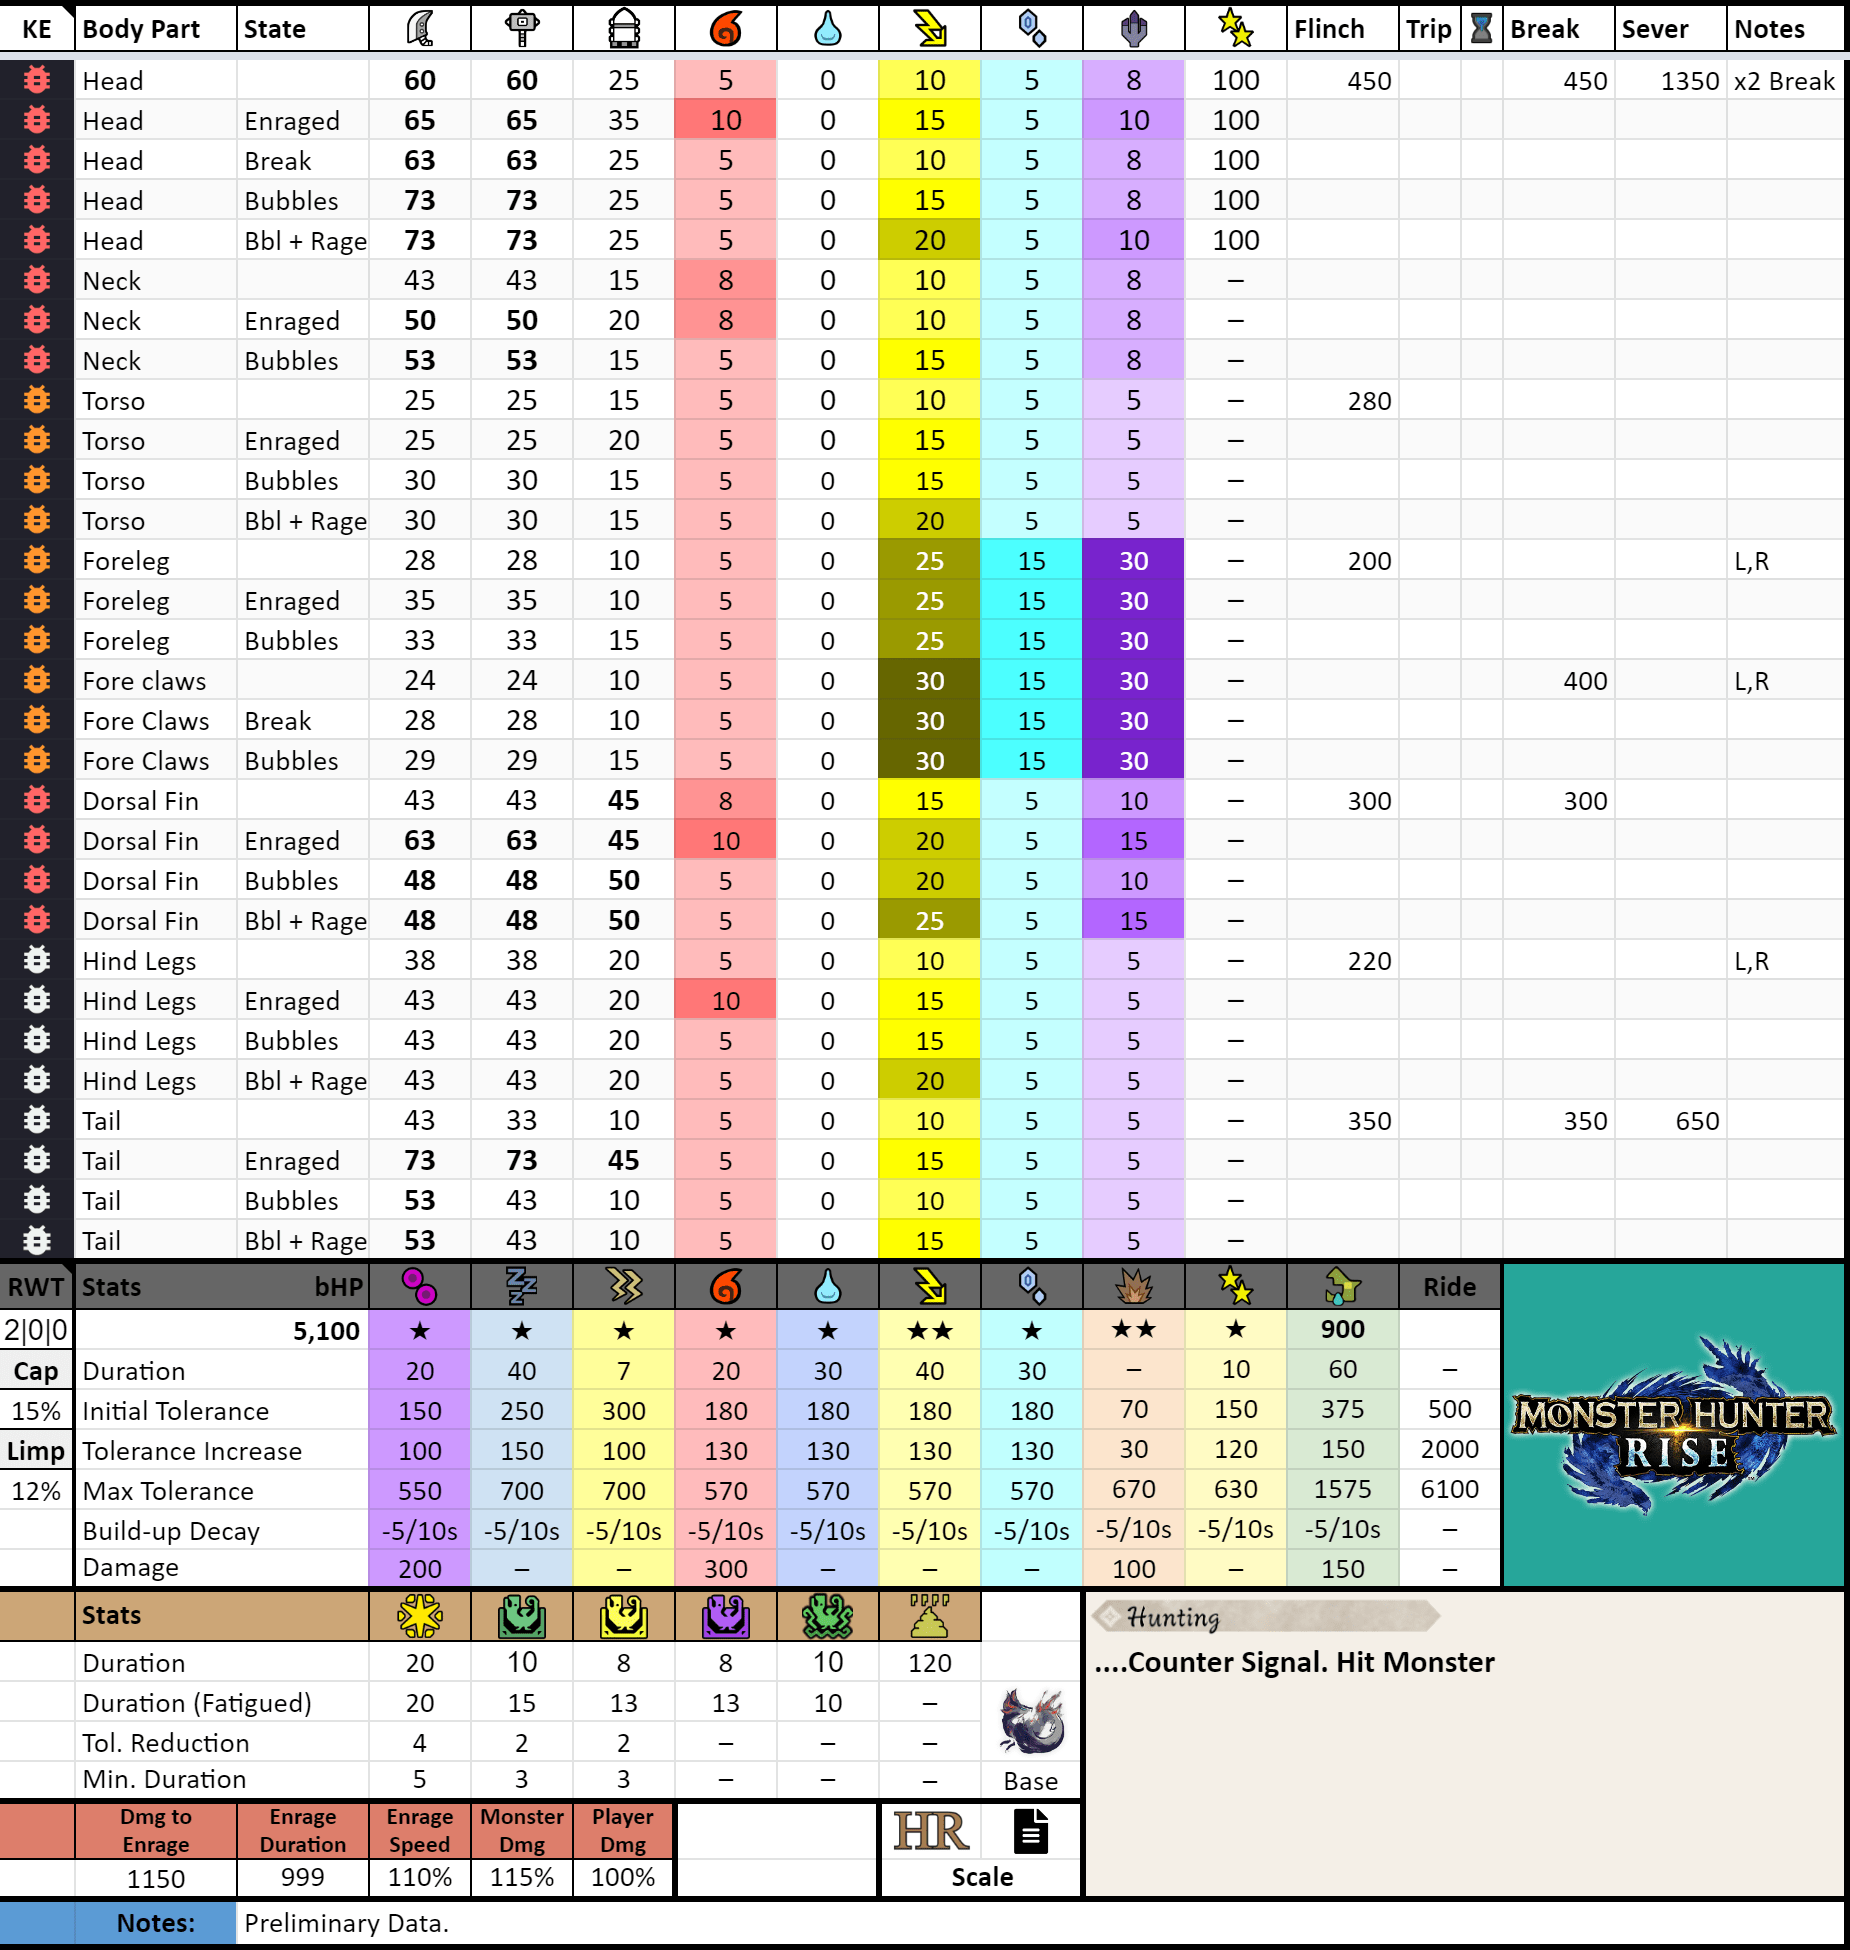 KE Body Part State Flinch Trip Break Sever Notes
Head 60 60 25 5 0 10 5 8 100 450 450 1350 x2 Break
Head Enraged 65 65 35 10 0 15 5 10 100
Head Break 63 63 25 5 0 10 5 8 100
Head Bubbles 73 73 25 5 0 15 5 8 100
Head Bbl + Rage 73 73 25 5 0 20 5 10 100
Neck 43 43 15 8 0 10 5 8 –
Neck Enraged 50 50 20 8 0 10 5 8 –
Neck Bubbles 53 53 15 5 0 15 5 8 –
Torso 25 25 15 5 0 10 5 5 – 280
Torso Enraged 25 25 20 5 0 15 5 5 –
Torso Bubbles 30 30 15 5 0 15 5 5 –
Torso Bbl + Rage 30 30 15 5 0 20 5 5 –
Foreleg 28 28 10 5 0 25 15 30 – 200 L,R
Foreleg Enraged 35 35 10 5 0 25 15 30 –
Foreleg Bubbles 33 33 15 5 0 25 15 30 –
Fore claws 24 24 10 5 0 30 15 30 – 400 L,R
Fore Claws Break 28 28 10 5 0 30 15 30 –
Fore Claws Bubbles 29 29 15 5 0 30 15 30 –
Dorsal Fin 43 43 45 8 0 15 5 10 – 300 300
Dorsal Fin Enraged 63 63 45 10 0 20 5 15 –
Dorsal Fin Bubbles 48 48 50 5 0 20 5 10 –
Dorsal Fin Bbl + Rage 48 48 50 5 0 25 5 15 –
Hind Legs 38 38 20 5 0 10 5 5 – 220 L,R
Hind Legs Enraged 43 43 20 10 0 15 5 5 –
Hind Legs Bubbles 43 43 20 5 0 15 5 5 –
Hind Legs Bbl + Rage 43 43 20 5 0 20 5 5 –
Tail 43 33 10 5 0 10 5 5 – 350 350 650
Tail Enraged 73 73 45 5 0 15 5 5 –
Tail Bubbles 53 43 10 5 0 10 5 5 –
Tail Bbl + Rage 53 43 10 5 0 15 5 5 –
RWT Stats bHP Ride
2|0|0 5,100 ★ ★ ★ ★ ★ ★★ ★ ★★ ★ 900
Cap Duration 20 40 7 20 30 40 30 – 10 60 –
15% Initial Tolerance 150 250 300 180 180 180 180 70 150 375 500
Limp Tolerance Increase 100 150 100 130 130 130 130 30 120 150 2000
12% Max Tolerance 550 700 700 570 570 570 570 670 630 1575 6100
Build-up Decay -5/10s -5/10s -5/10s -5/10s -5/10s -5/10s -5/10s -5/10s -5/10s -5/10s –
Damage 200 – – 300 – – – 100 – 150 –
MONSTER HUNTER
RISE
Stats
Duration 20 10 8 8 10 120
Duration (Fatigued) 20 15 13 13 10 –
Tol. Reduction 4 2 2 – – –
Min. Duration 5 3 3 – – – Base
Hunting
....Counter Signal. Hit Monster
Dmg to Enrage Enrage Duration Enrage Speed Monster Dmg Player Dmg HR
1150 999 110% 115% 100% Scale
Notes: Preliminary Data.